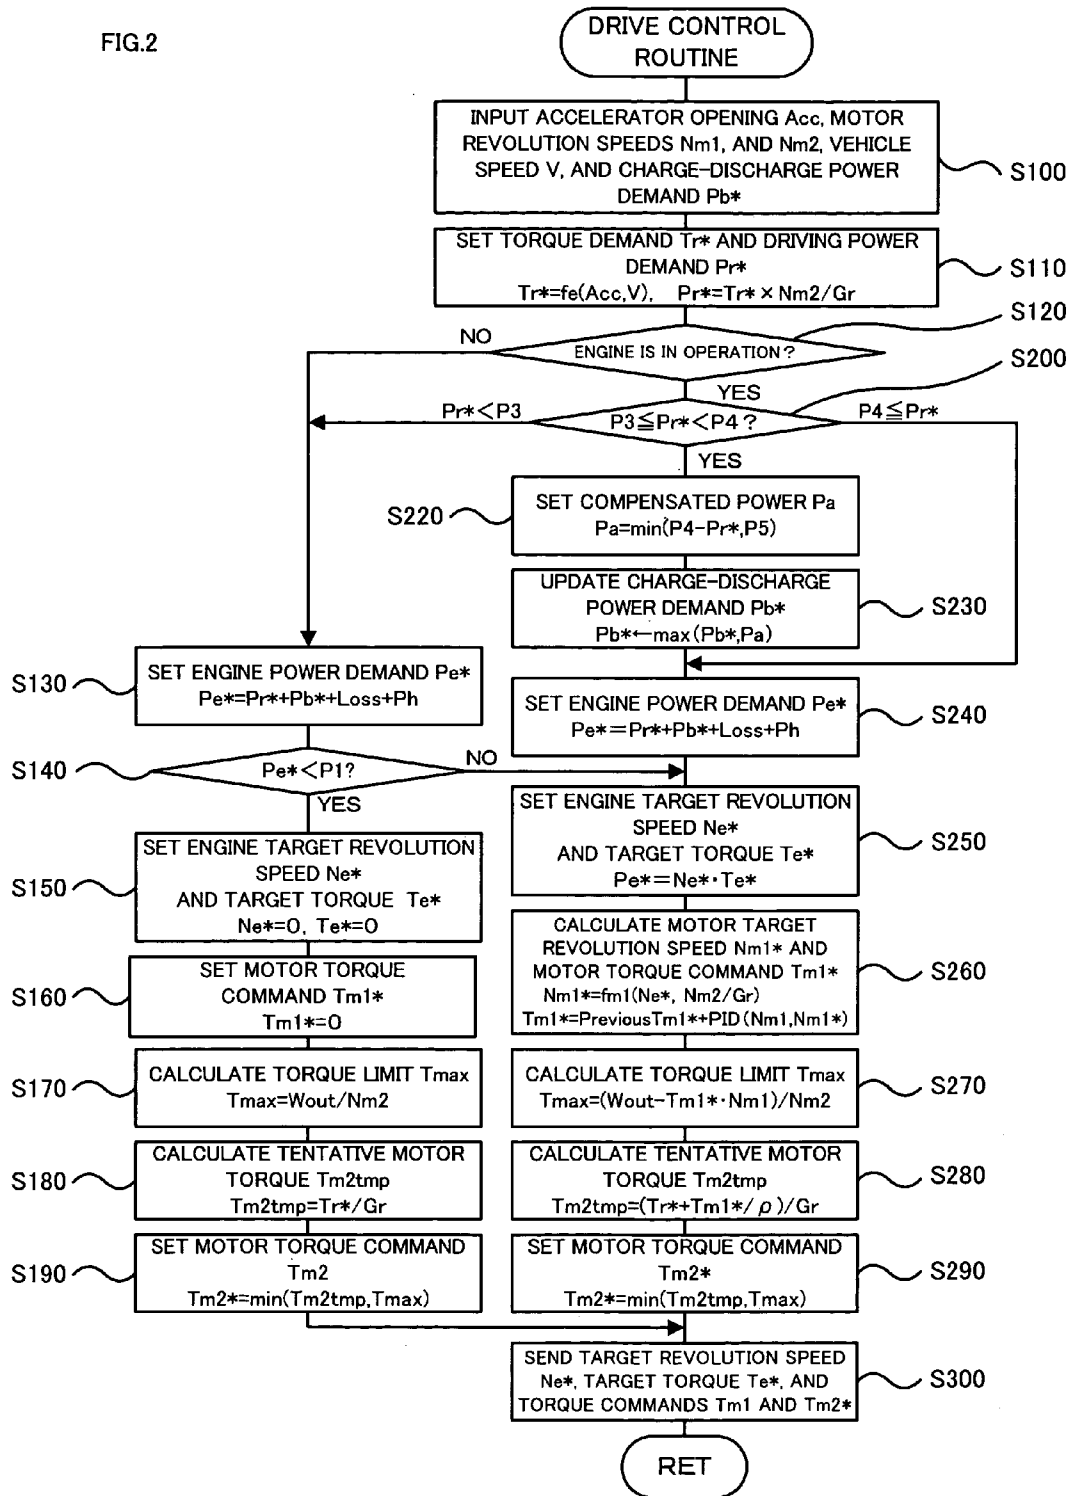 FIG.2
DRIVE CONTROL
ROUTINE
INPUT ACCELERATOR OPENING Acc, MOTOR
REVOLUTION SPEEDS Nm1, AND Nm2, VEHICLE
SPEED V, AND CHARGE-DISCHARGE POWER
DEMAND Pb*
S100
SET TORQUE DEMAND Tr* AND DRIVING POWER
DEMAND Pr*
Tr*=fe(Acc,V), Pr*=Tr*×Nm2/Gr
S110
S120
NO
ENGINE IS IN OPERATION?
YES
S200
Pr*<P3
P3≦Pr*<P4?
P4≦Pr*
YES
S220
SET COMPENSATED POWER Pa
Pa=min(P4-Pr*,P5)
UPDATE CHARGE-DISCHARGE
POWER DEMAND Pb*
Pb*←max(Pb*,Pa)
S230
S130
SET ENGINE POWER DEMAND Pe*
Pe*=Pr*+Pb*+Loss+Ph
SET ENGINE POWER DEMAND Pe*
Pe*=Pr*+Pb*+Loss+Ph
S240
S140
Pe*<P1?
NO
YES
SET ENGINE TARGET REVOLUTION
SPEED Ne*
AND TARGET TORQUE Te*
Pe*=Ne*·Te*
S250
S150
SET ENGINE TARGET REVOLUTION
SPEED Ne*
AND TARGET TORQUE Te*
Ne*=0, Te*=0
CALCULATE MOTOR TARGET
REVOLUTION SPEED Nm1* AND
MOTOR TORQUE COMMAND Tm1*
Nm1*=fm1(Ne*, Nm2/Gr)
Tm1*=PreviousTm1*+PID(Nm1,Nm1*)
S260
S160
SET MOTOR TORQUE
COMMAND Tm1*
Tm1*=0
S170
CALCULATE TORQUE LIMIT Tmax
Tmax=Wout/Nm2
CALCULATE TORQUE LIMIT Tmax
Tmax=(Wout-Tm1*·Nm1)/Nm2
S270
S180
CALCULATE TENTATIVE MOTOR
TORQUE Tm2tmp
Tm2tmp=Tr*/Gr
CALCULATE TENTATIVE MOTOR
TORQUE Tm2tmp
Tm2tmp=(Tr*+Tm1*/ρ)/Gr
S280
S190
SET MOTOR TORQUE COMMAND
Tm2
Tm2*=min(Tm2tmp,Tmax)
SET MOTOR TORQUE COMMAND
Tm2*
Tm2*=min(Tm2tmp,Tmax)
S290
SEND TARGET REVOLUTION SPEED
Ne*, TARGET TORQUE Te*, AND
TORQUE COMMANDS Tm1 AND Tm2*
S300
RET